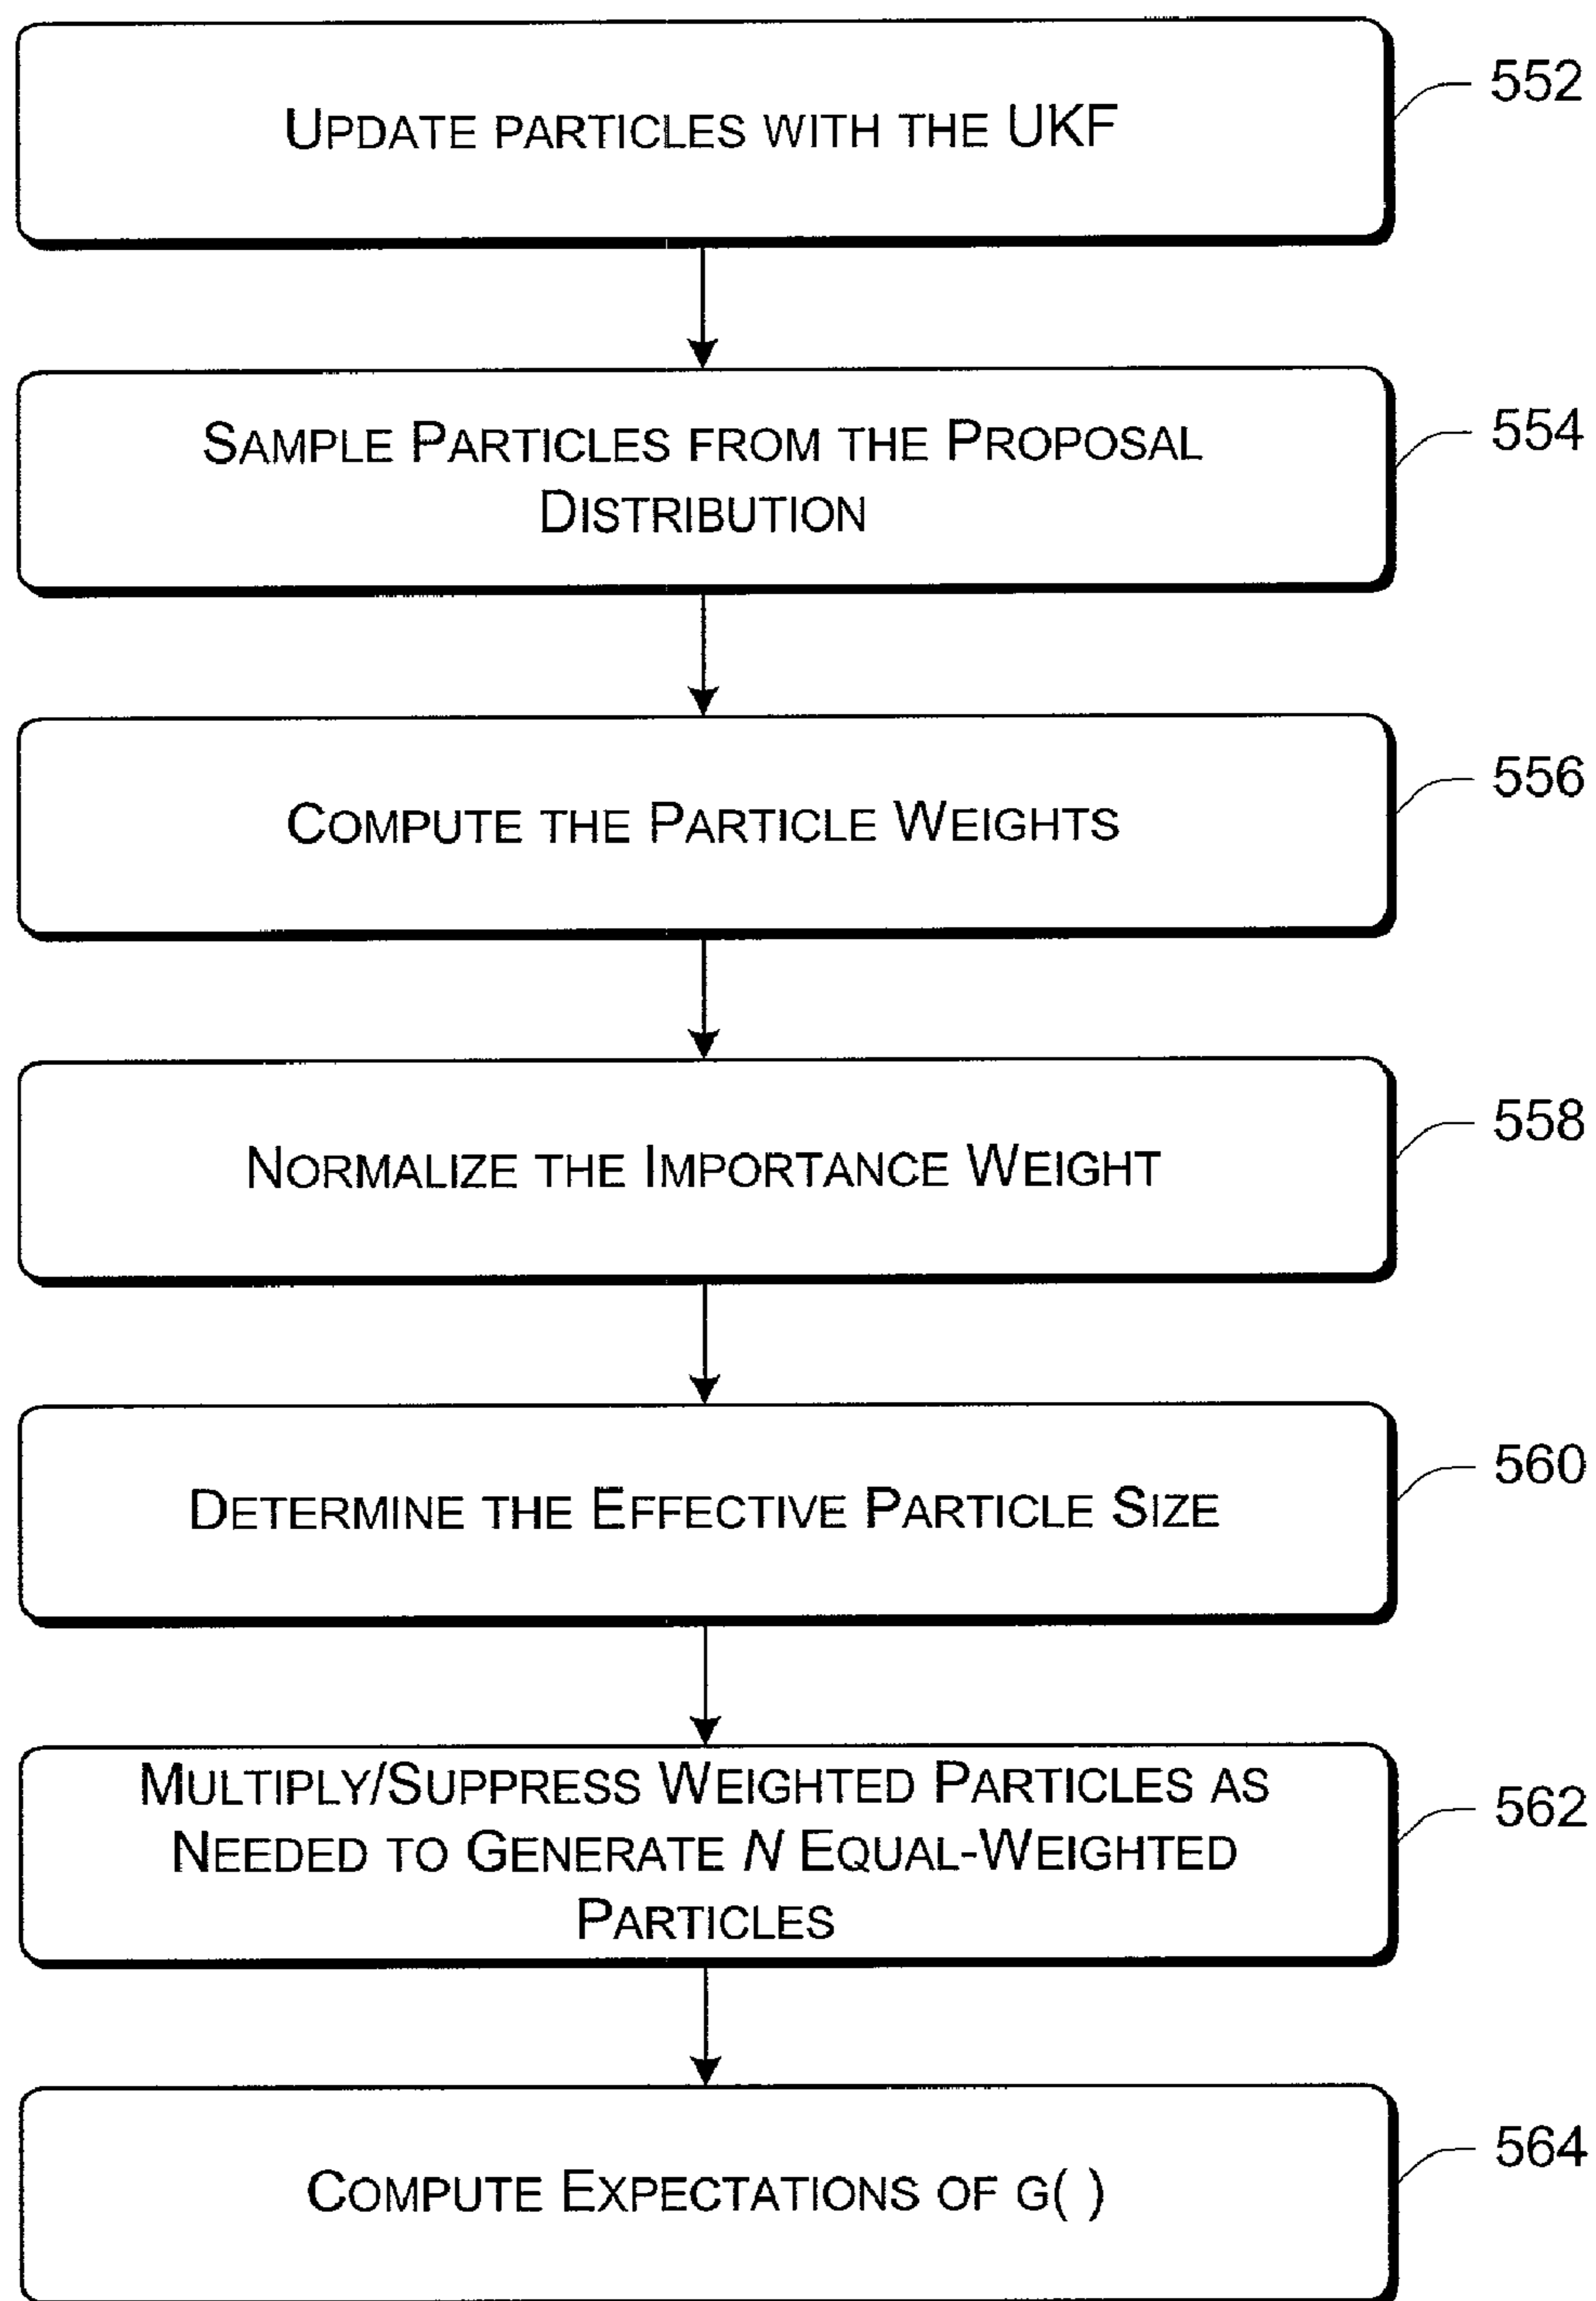 UPDATE PARTICLES WITH THE UKF
552
SAMPLE PARTICLES FROM THE PROPOSAL
DISTRIBUTION
554
COMPUTE THE PARTICLE WEIGHTS
556
NORMALIZE THE IMPORTANCE WEIGHT
558
DETERMINE THE EFFECTIVE PARTICLE SIZE
560
MULTIPLY/SUPPRESS WEIGHTED PARTICLES AS
NEEDED TO GENERATE N EQUAL-WEIGHTED
PARTICLES
562
COMPUTE EXPECTATIONS OF G( )
564